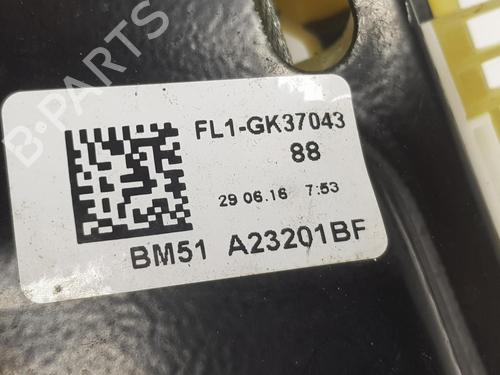 B-PARTS
FL1-GK37043
88
29 06.16 7:53
BM51 A23201BF